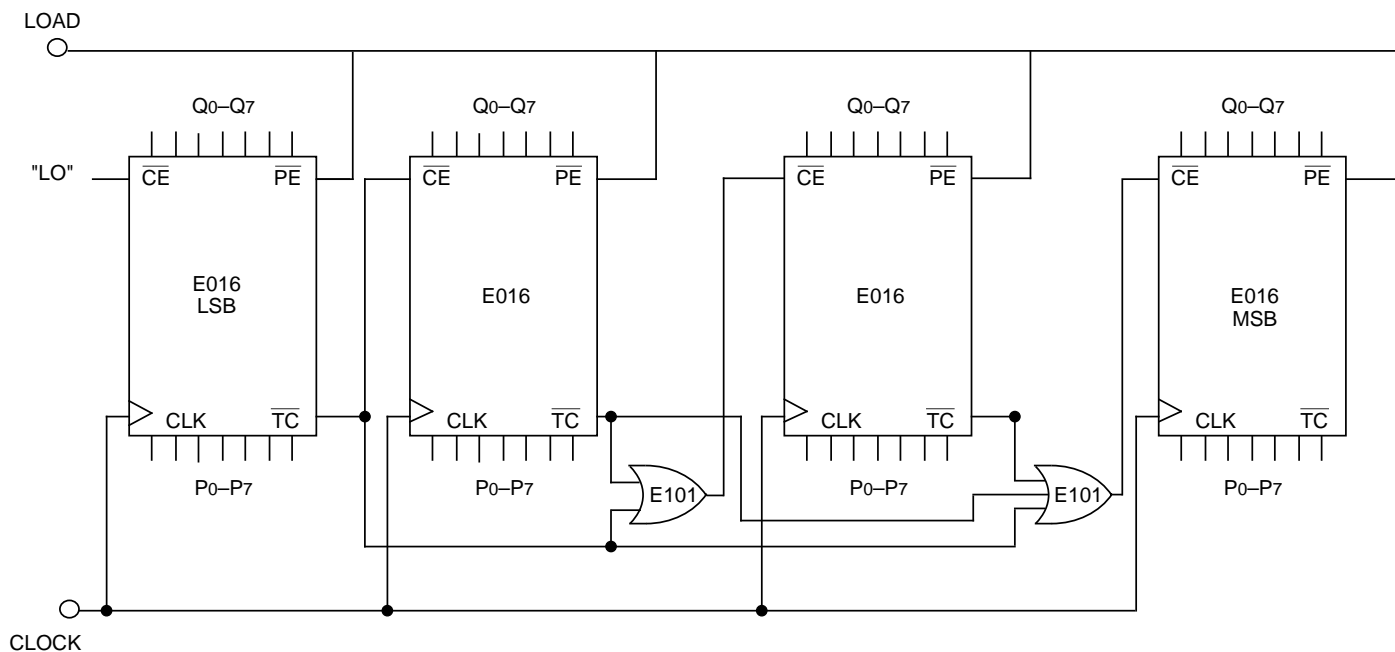 LOAD
Q0–Q7
Q0–Q7
Q0–Q7
Q0–Q7
"LO"
CE
PE
CE
PE
CE
PE
CE
PE
E016
LSB
E016
E016
E016
MSB
CLK
TC
CLK
TC
CLK
TC
CLK
TC
P0–P7
P0–P7
E101
P0–P7
E101
P0–P7
CLOCK